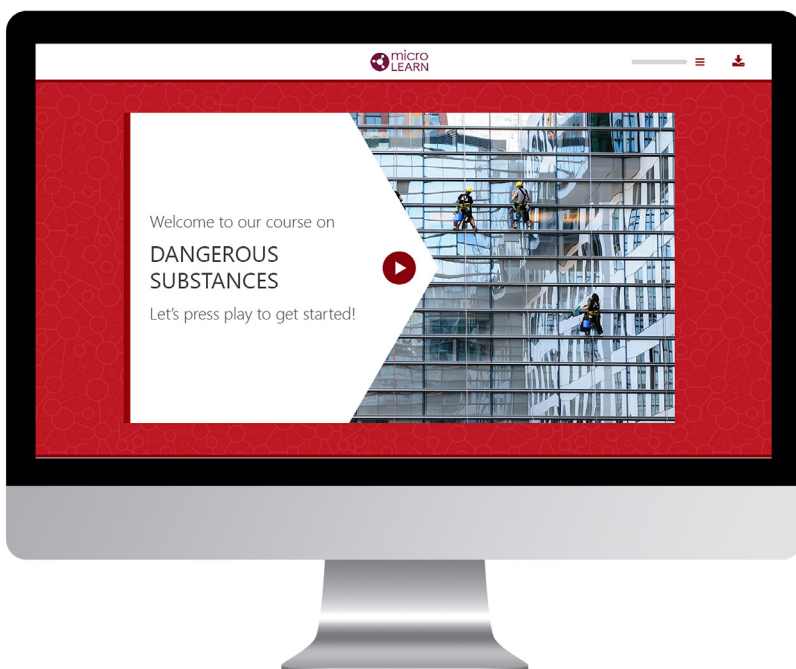 micro
LEARN
Welcome to our course on
DANGEROUS
SUBSTANCES
Let's press play to get started!